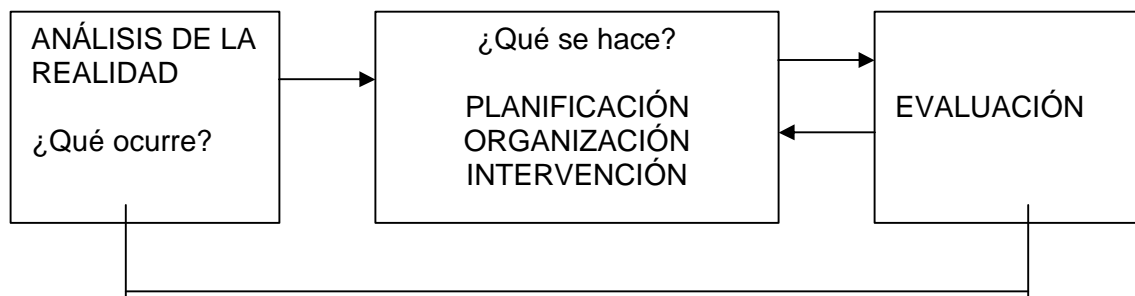 ANÁLISIS DE LA
REALIDAD
¿Qué ocurre?
¿Qué se hace?
PLANIFICACIÓN
ORGANIZACIÓN
INTERVENCIÓN
EVALUACIÓN